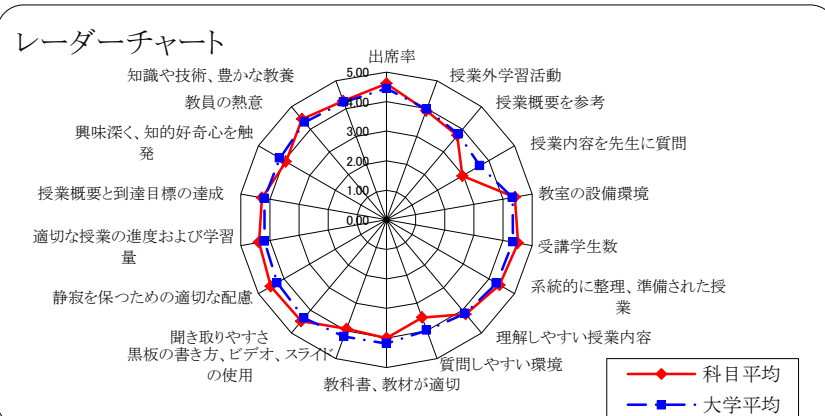 レーダーチャート
出席率
授業外学習活動
授業概要を参考
授業内容を先生に質問
教室の設備環境
受講学生数
系統的に整理、準備された授
業
理解しやすい授業内容
質問しやすい環境
教科書、教材が適切
黒板の書き方、ビデオ、スライド
の使用
聞き取りやすさ
静寂を保つための適切な配慮
適切な授業の進度および学習
量
授業概要と到達目標の達成
興味深く、知的好奇心を触
発
教員の熱意
知識や技術、豊かな教養
5.00
4.00
3.00
2.00
1.00
0.00
科目平均
大学平均